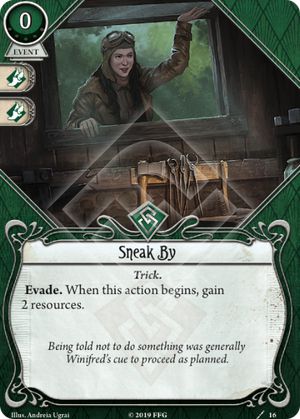 0
EVENT
Sneak By
Trick.
Evade. When this action begins, gain
2 resources.
Being told not to do something was generally
Winifred's cue to proceed as planned.
Illus. Andreia Ugrai
© 2019 FFG
16